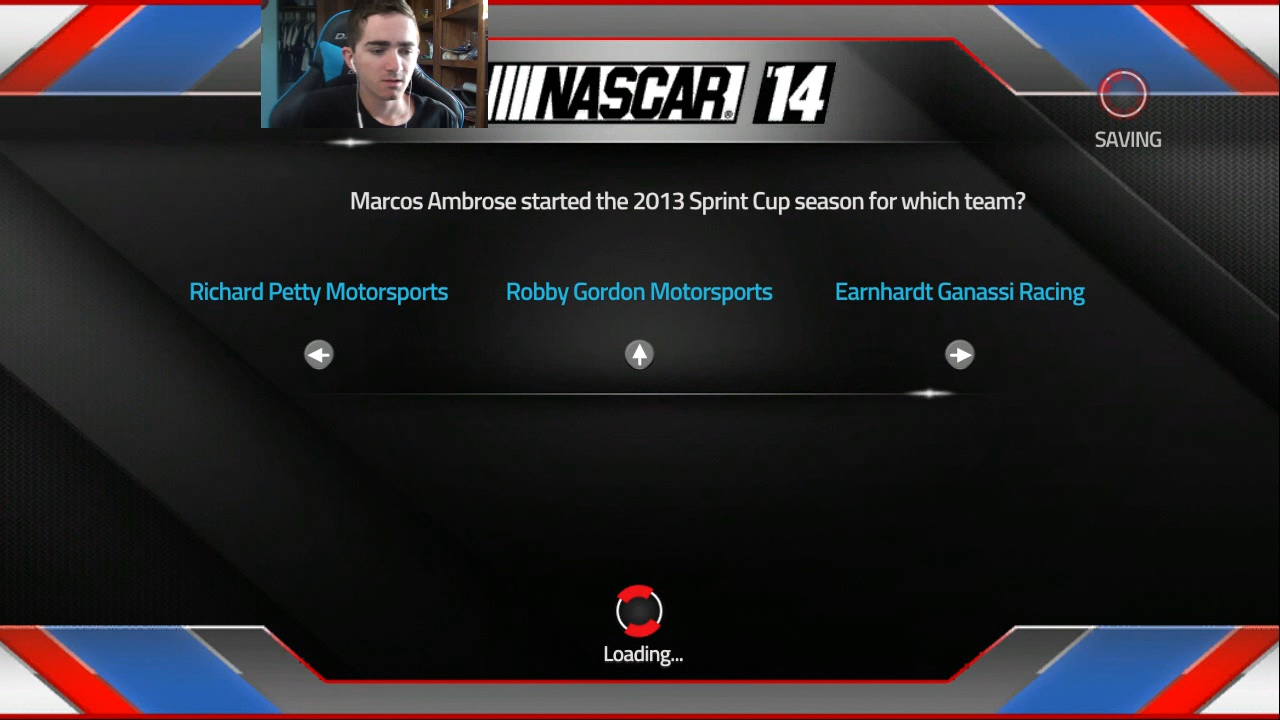 NASCAR.® '14
SAVING
Marcos Ambrose started the 2013 Sprint Cup season for which team?
Richard Petty Motorsports Robby Gordon Motorsports Earnhardt Ganassi Racing
Loading...